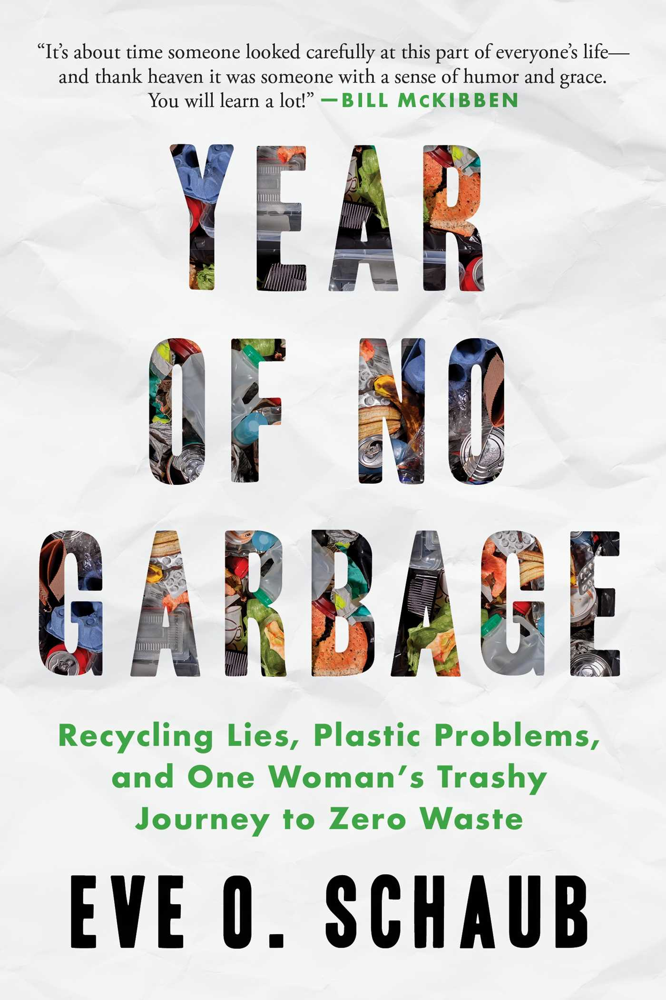 “It’s about time someone looked carefully at this part of everyone’s life—
and thank heaven it was someone with a sense of humor and grace.
You will learn a lot!” —BILL McKIBBEN
YEAR
OF NO
GARBAGE
Recycling Lies, Plastic Problems,
and One Woman’s Trashy
Journey to Zero Waste
EVE O. SCHAUB